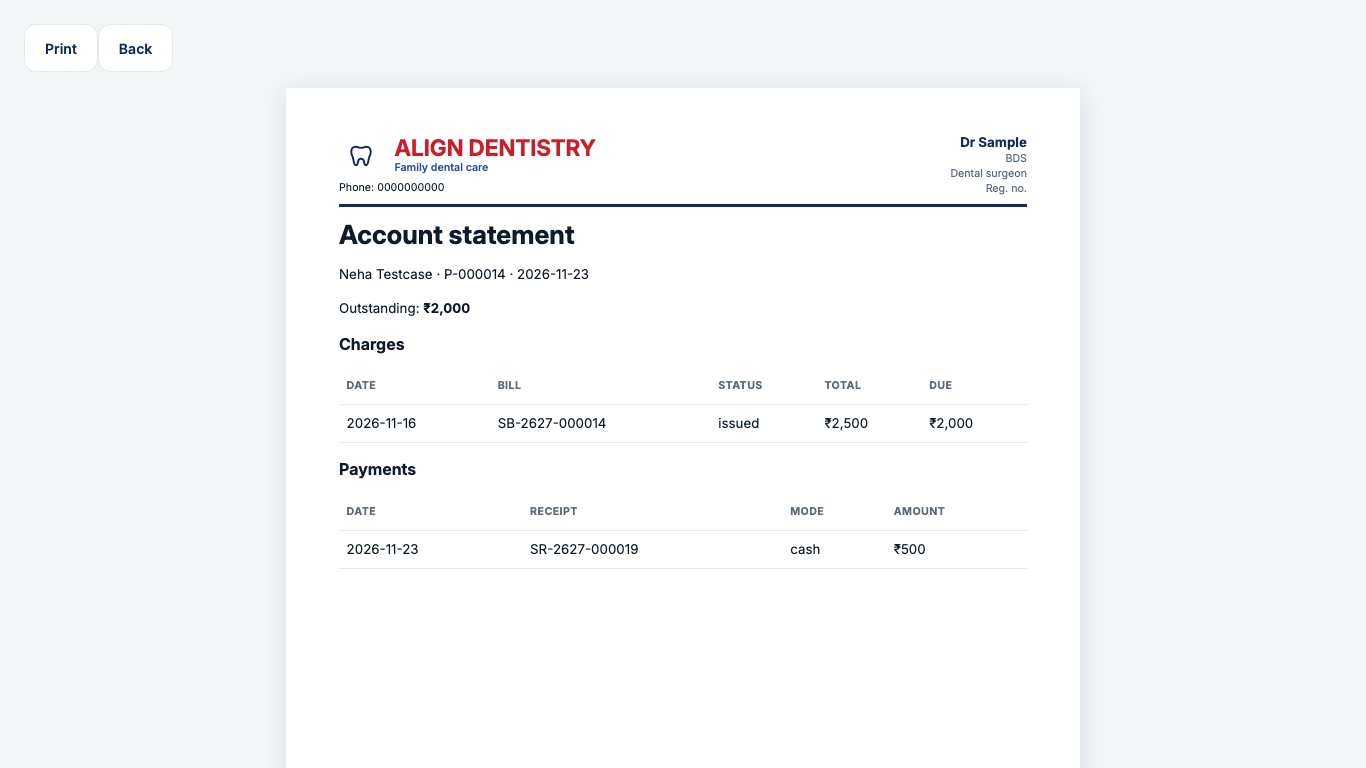 Print Back
ALIGN DENTISTRY
Family dental care
Phone: 0000000000
Dr Sample
BDS
Dental surgeon
Reg. no.
Account statement
Neha Testcase · P-000014 · 2026-11-23
Outstanding: ₹2,000
Charges
DATE BILL STATUS TOTAL DUE
2026-11-16 SB-2627-000014 issued ₹2,500 ₹2,000
Payments
DATE RECEIPT MODE AMOUNT
2026-11-23 SR-2627-000019 cash ₹500